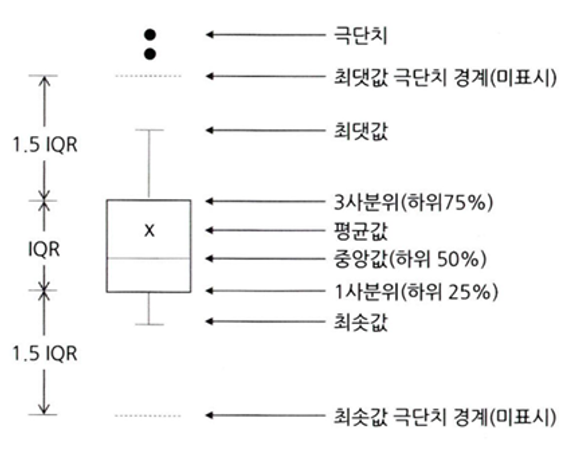 극단치
최댓값 극단치 경계(미표시)
최댓값
1.5 IQR
3사분위(하위75%)
X
평균값
IQR
중앙값(하위 50%)
1사분위(하위 25%)
최솟값
1.5 IQR
최솟값 극단치 경계(미표시)